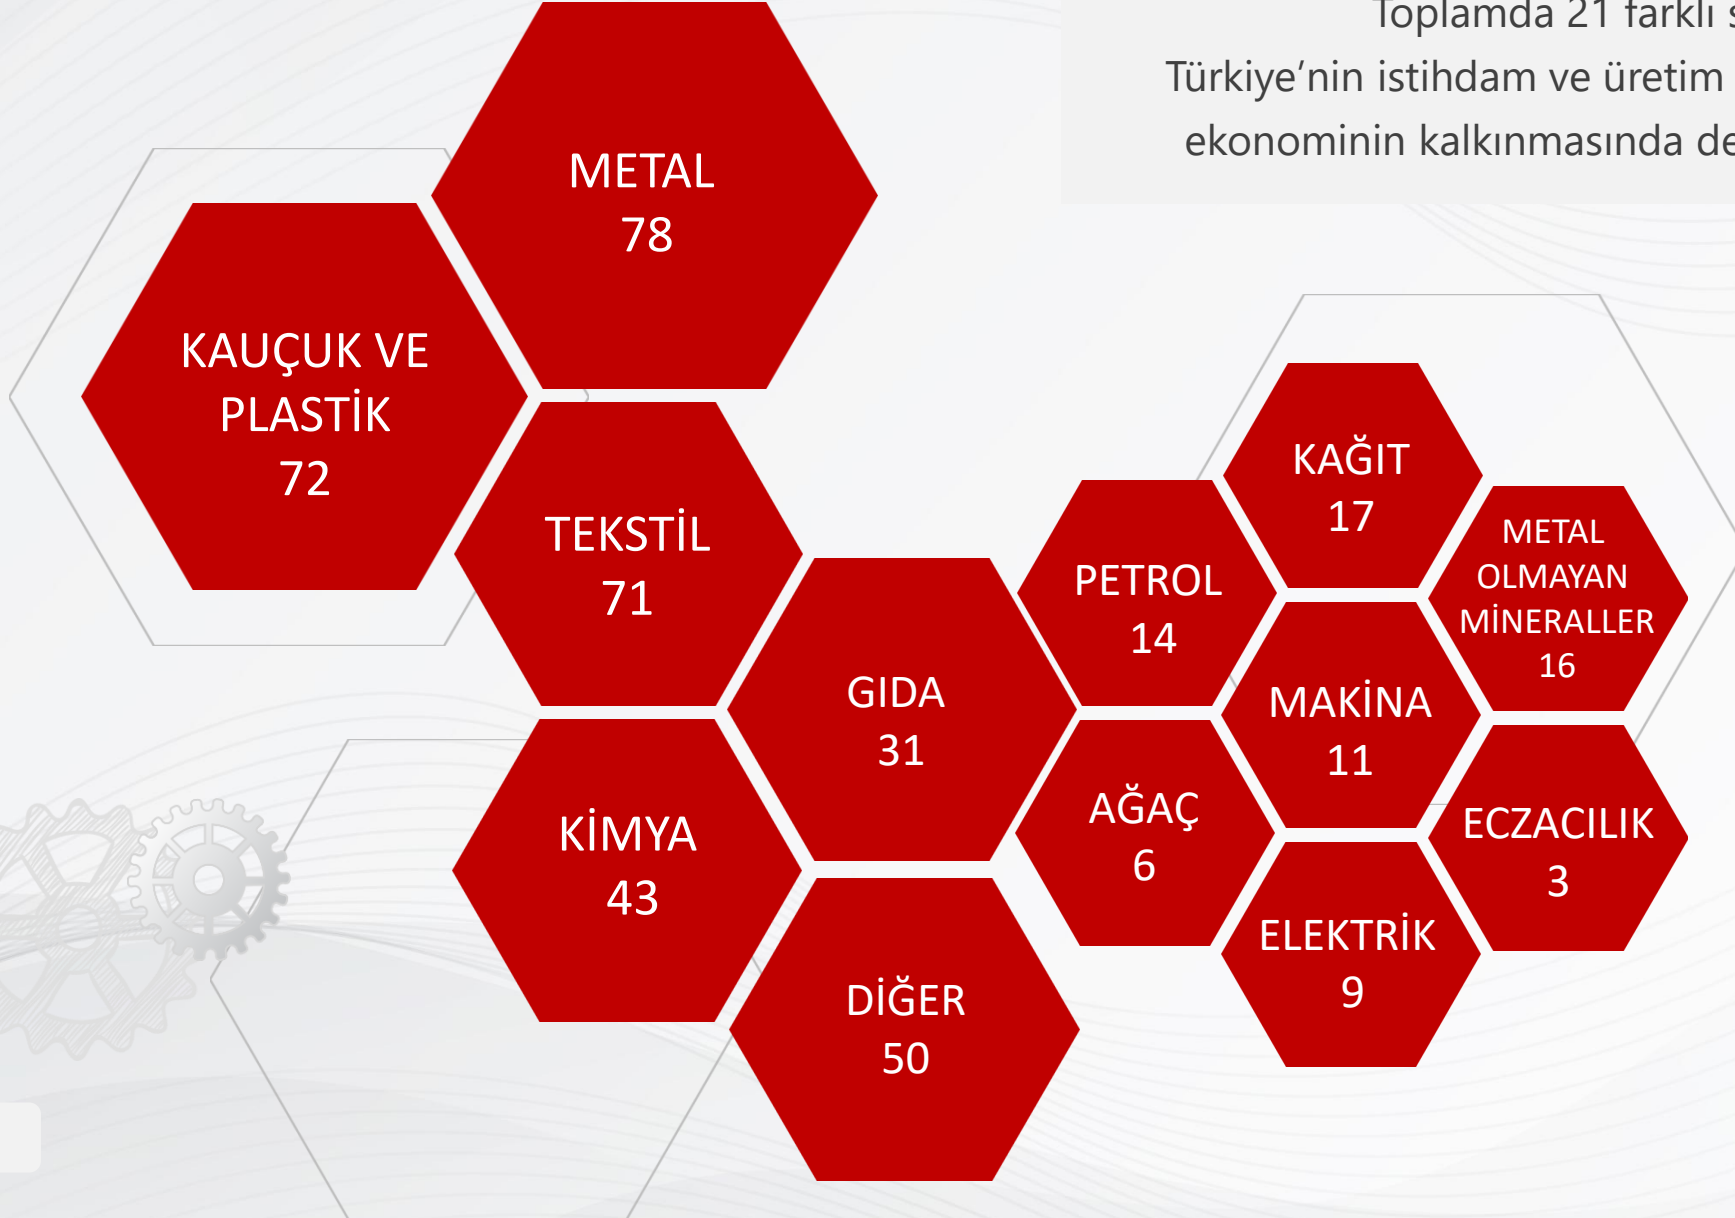 Toplamda 21 farklı
Türkiye’nin istihdam ve üretim
ekonominin kalkınmasında
METAL
78
KAUÇUK VE
PLASTİK
72
TEKSTİL
71
GIDA
31
KİMYA
43
DİĞER
50
KAĞIT
17
PETROL
14
METAL
OLMAYAN
MİNERALLER
16
MAKİNA
11
AĞAÇ
6
ECZACILIK
3
ELEKTRİK
9